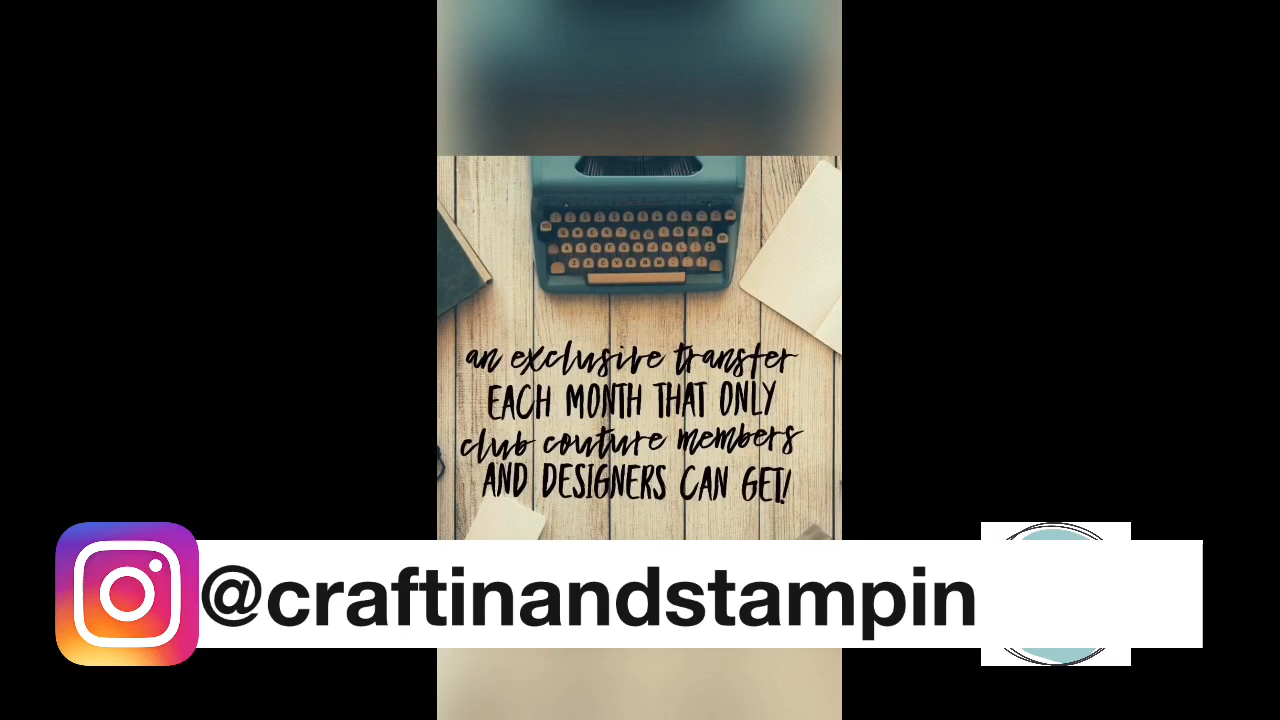 an exclusive transfer
EACH MONTH THAT ONLY
club couture members
AND DESIGNERS CAN GET!
@craftinandstampin